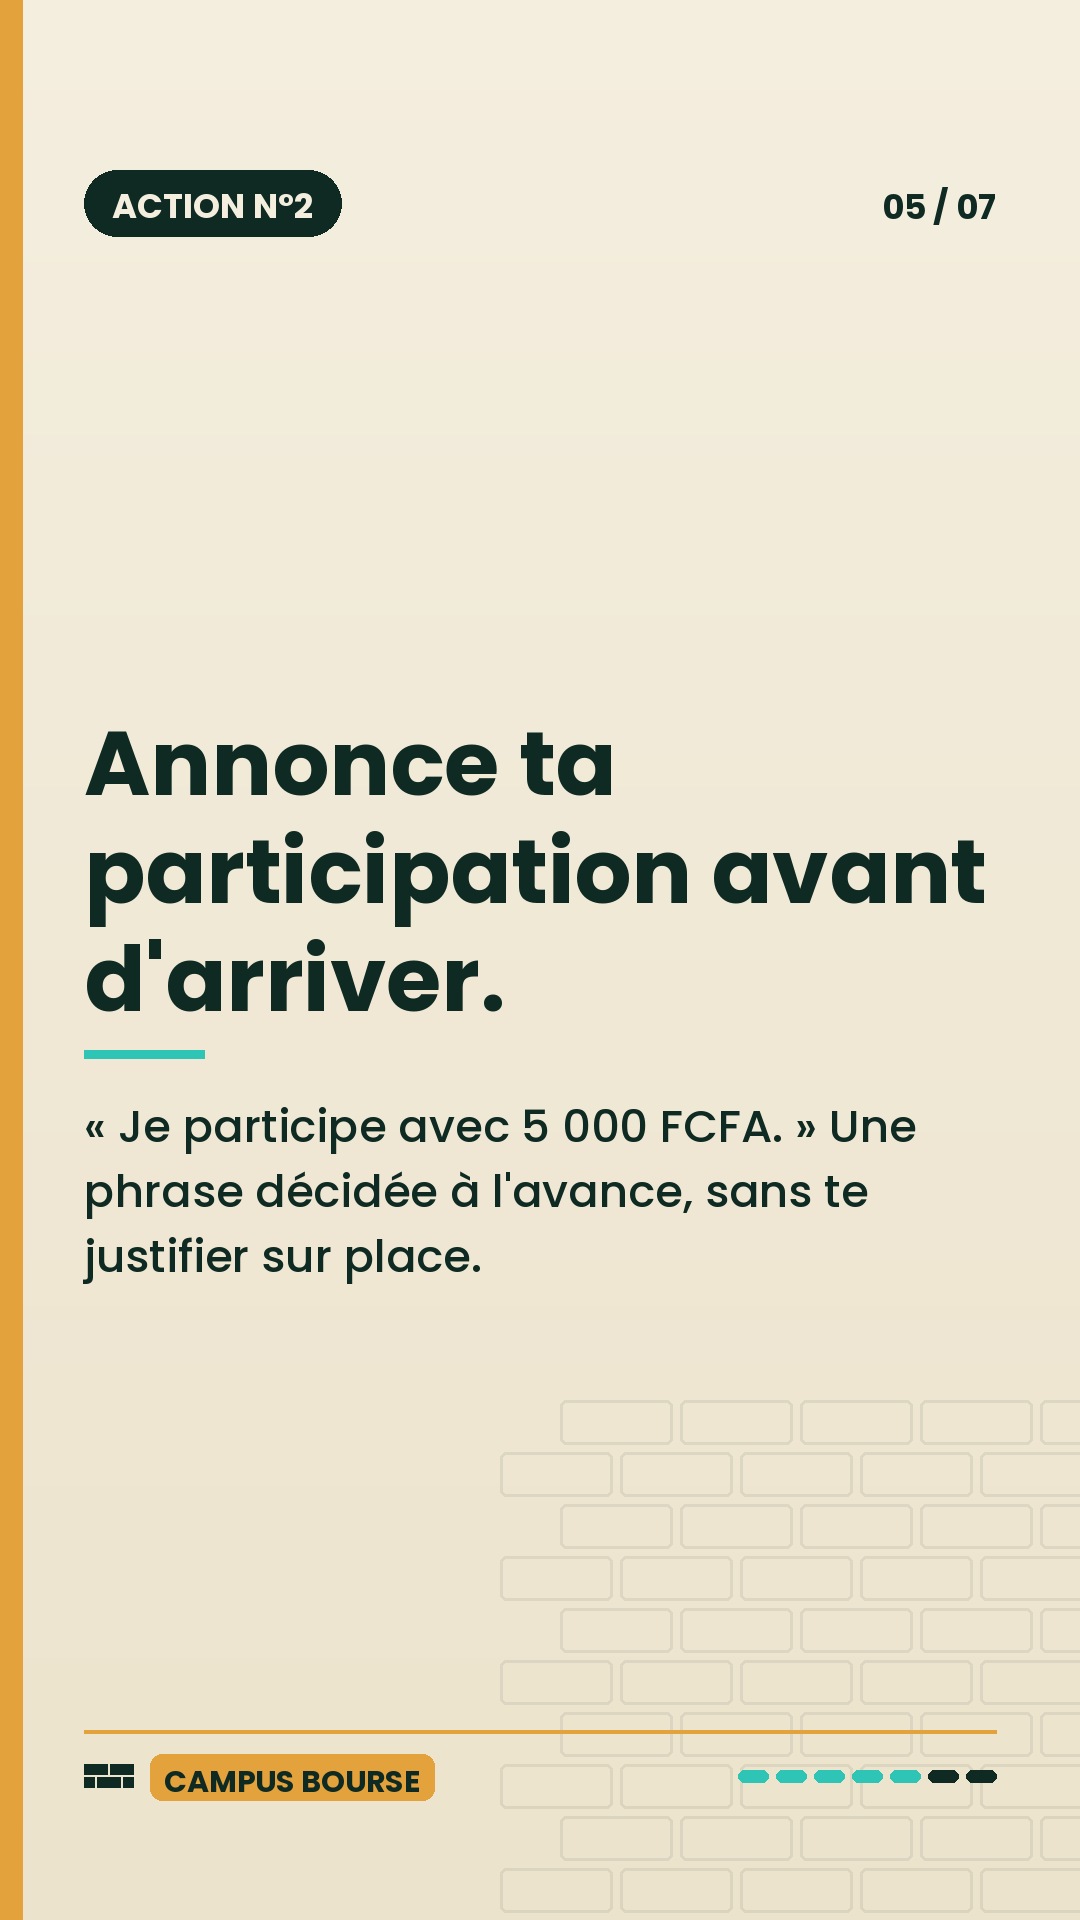 ACTION N°2
05 / 07
Annonce ta
participation avant
d'arriver.
« Je participe avec 5 000 FCFA. » Une
phrase décidée à l'avance, sans te
justifier sur place.
CAMPUS BOURSE